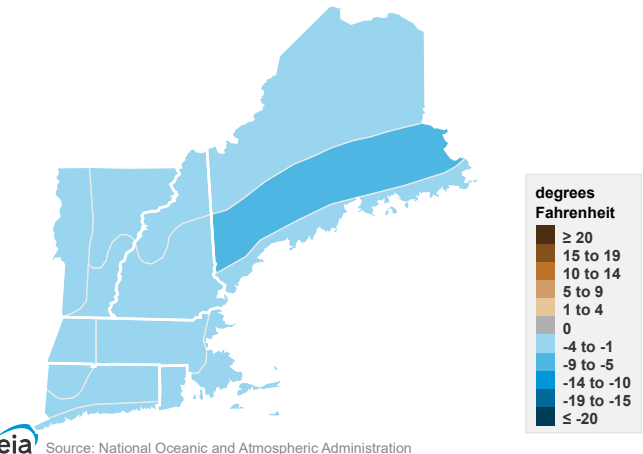 degrees
Fahrenheit
≥ 20
15 to 19
10 to 14
5 to 9
1 to 4
0
-4 to -1
-9 to -5
-14 to -10
-19 to -15
≤ -20
eia Source: National Oceanic and Atmospheric Administration